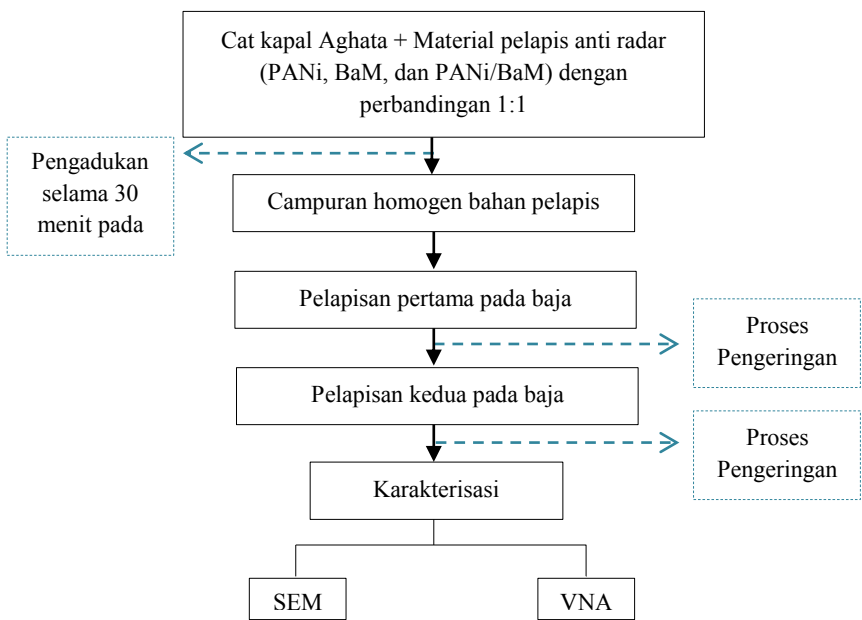 Cat kapal Aghata + Material pelapis anti radar
(PANi, BaM, dan PANi/BaM) dengan
perbandingan 1:1
Pengadukan
selama 30
menit pada
Campuran homogen bahan pelapis
Pelapisan pertama pada baja
Proses
Pengeringan
Pelapisan kedua pada baja
Proses
Pengeringan
Karakterisasi
SEM
VNA